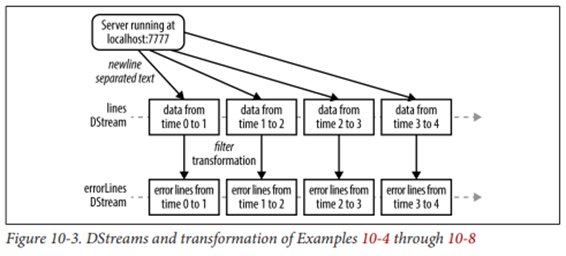 Server running at
localhost:7777
newline
separated text
lines
DStream
data from
time 0 to 1
data from
time 1 to 2
data from
time 2 to 3
data from
time 3 to 4
filter
transformation
errorLines
DStream
error lines from
time 0 to 1
error lines from
time 1 to 2
error lines from
time 2 to 3
error lines from
time 3 to 4
Figure 10-3. DStreams and transformation of Examples 10-4 through 10-8